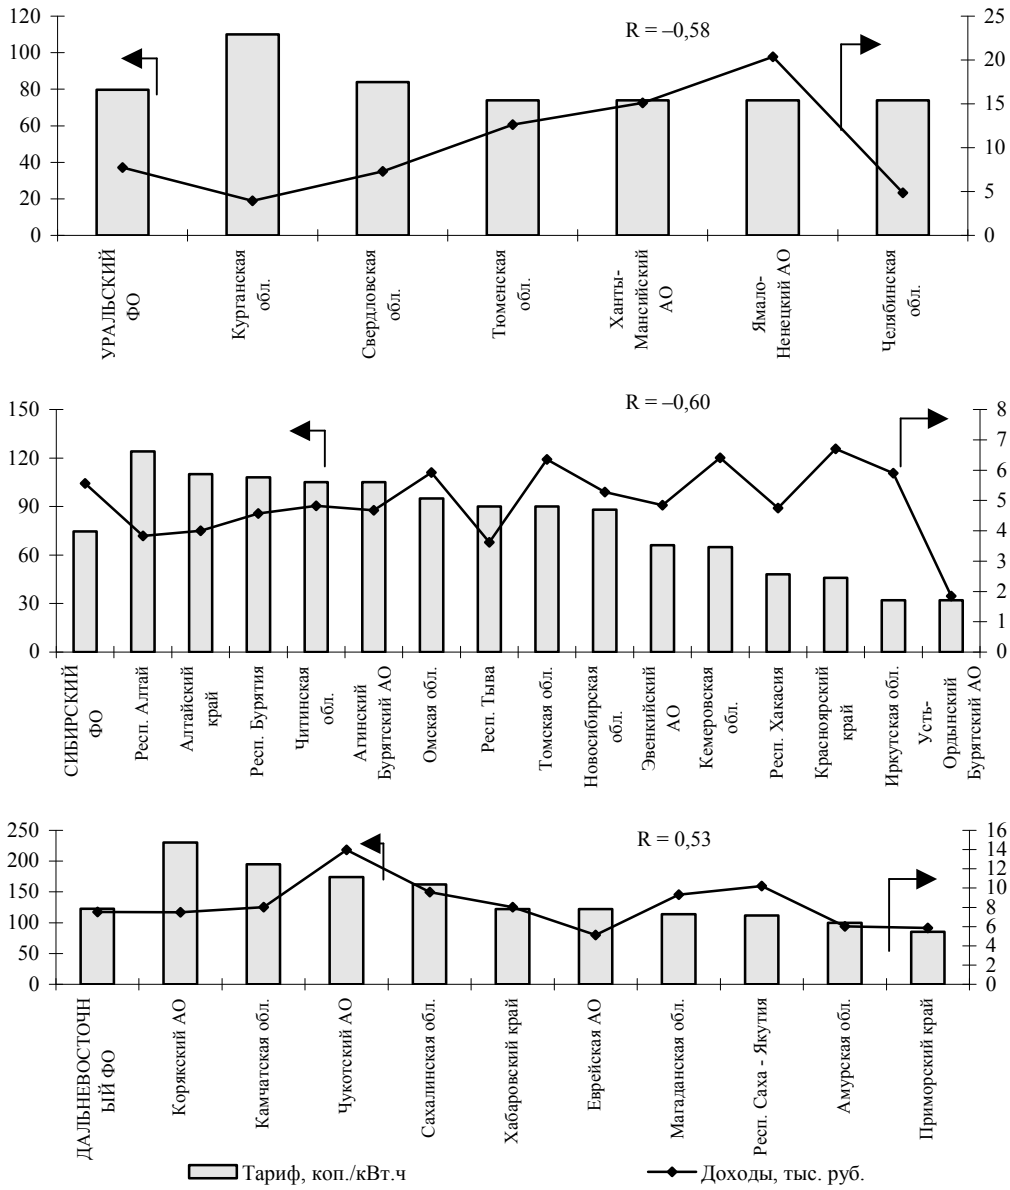 R = –0,58
120
100
80
60
40
20
0
25
20
15
10
5
0
УРАЛЬСКИЙ
ФО
Курганская
обл.
Свердловская
обл.
Тюменская
обл.
Ханты-
Мансийский
АО
Ямало-
Ненецкий АО
Челябинская
обл.
R = –0,60
150
120
90
60
30
0
8
7
6
5
4
3
2
1
0
СИБИРСКИЙ
ФО
Респ. Алтай
Алтайский
край
Респ. Бурятия
Читинская
обл.
Агинский
Бурятский АО
Омская обл.
Респ. Тыва
Томская обл.
Новосибирская
обл.
Эвенсийский
АО
Кемеровская
обл.
Респ. Хакасия
Красноярский
край
Иркутская обл.
Усть-
Ордынский
Бурятский АО
R = 0,53
250
200
150
100
50
0
16
14
12
10
8
6
4
2
0
ДАЛЬНЕВОСТОЧН
ЫЙ ФО
Корякский АО
Камчатская обл.
Чукотский АО
Сахалинская обл.
Хабаровский край
Еврейская АО
Магаданская обл.
Респ. Саха - Якутия
Амурская обл.
Приморский край
Тариф, коп./кВт.ч
Доходы, тыс. руб.